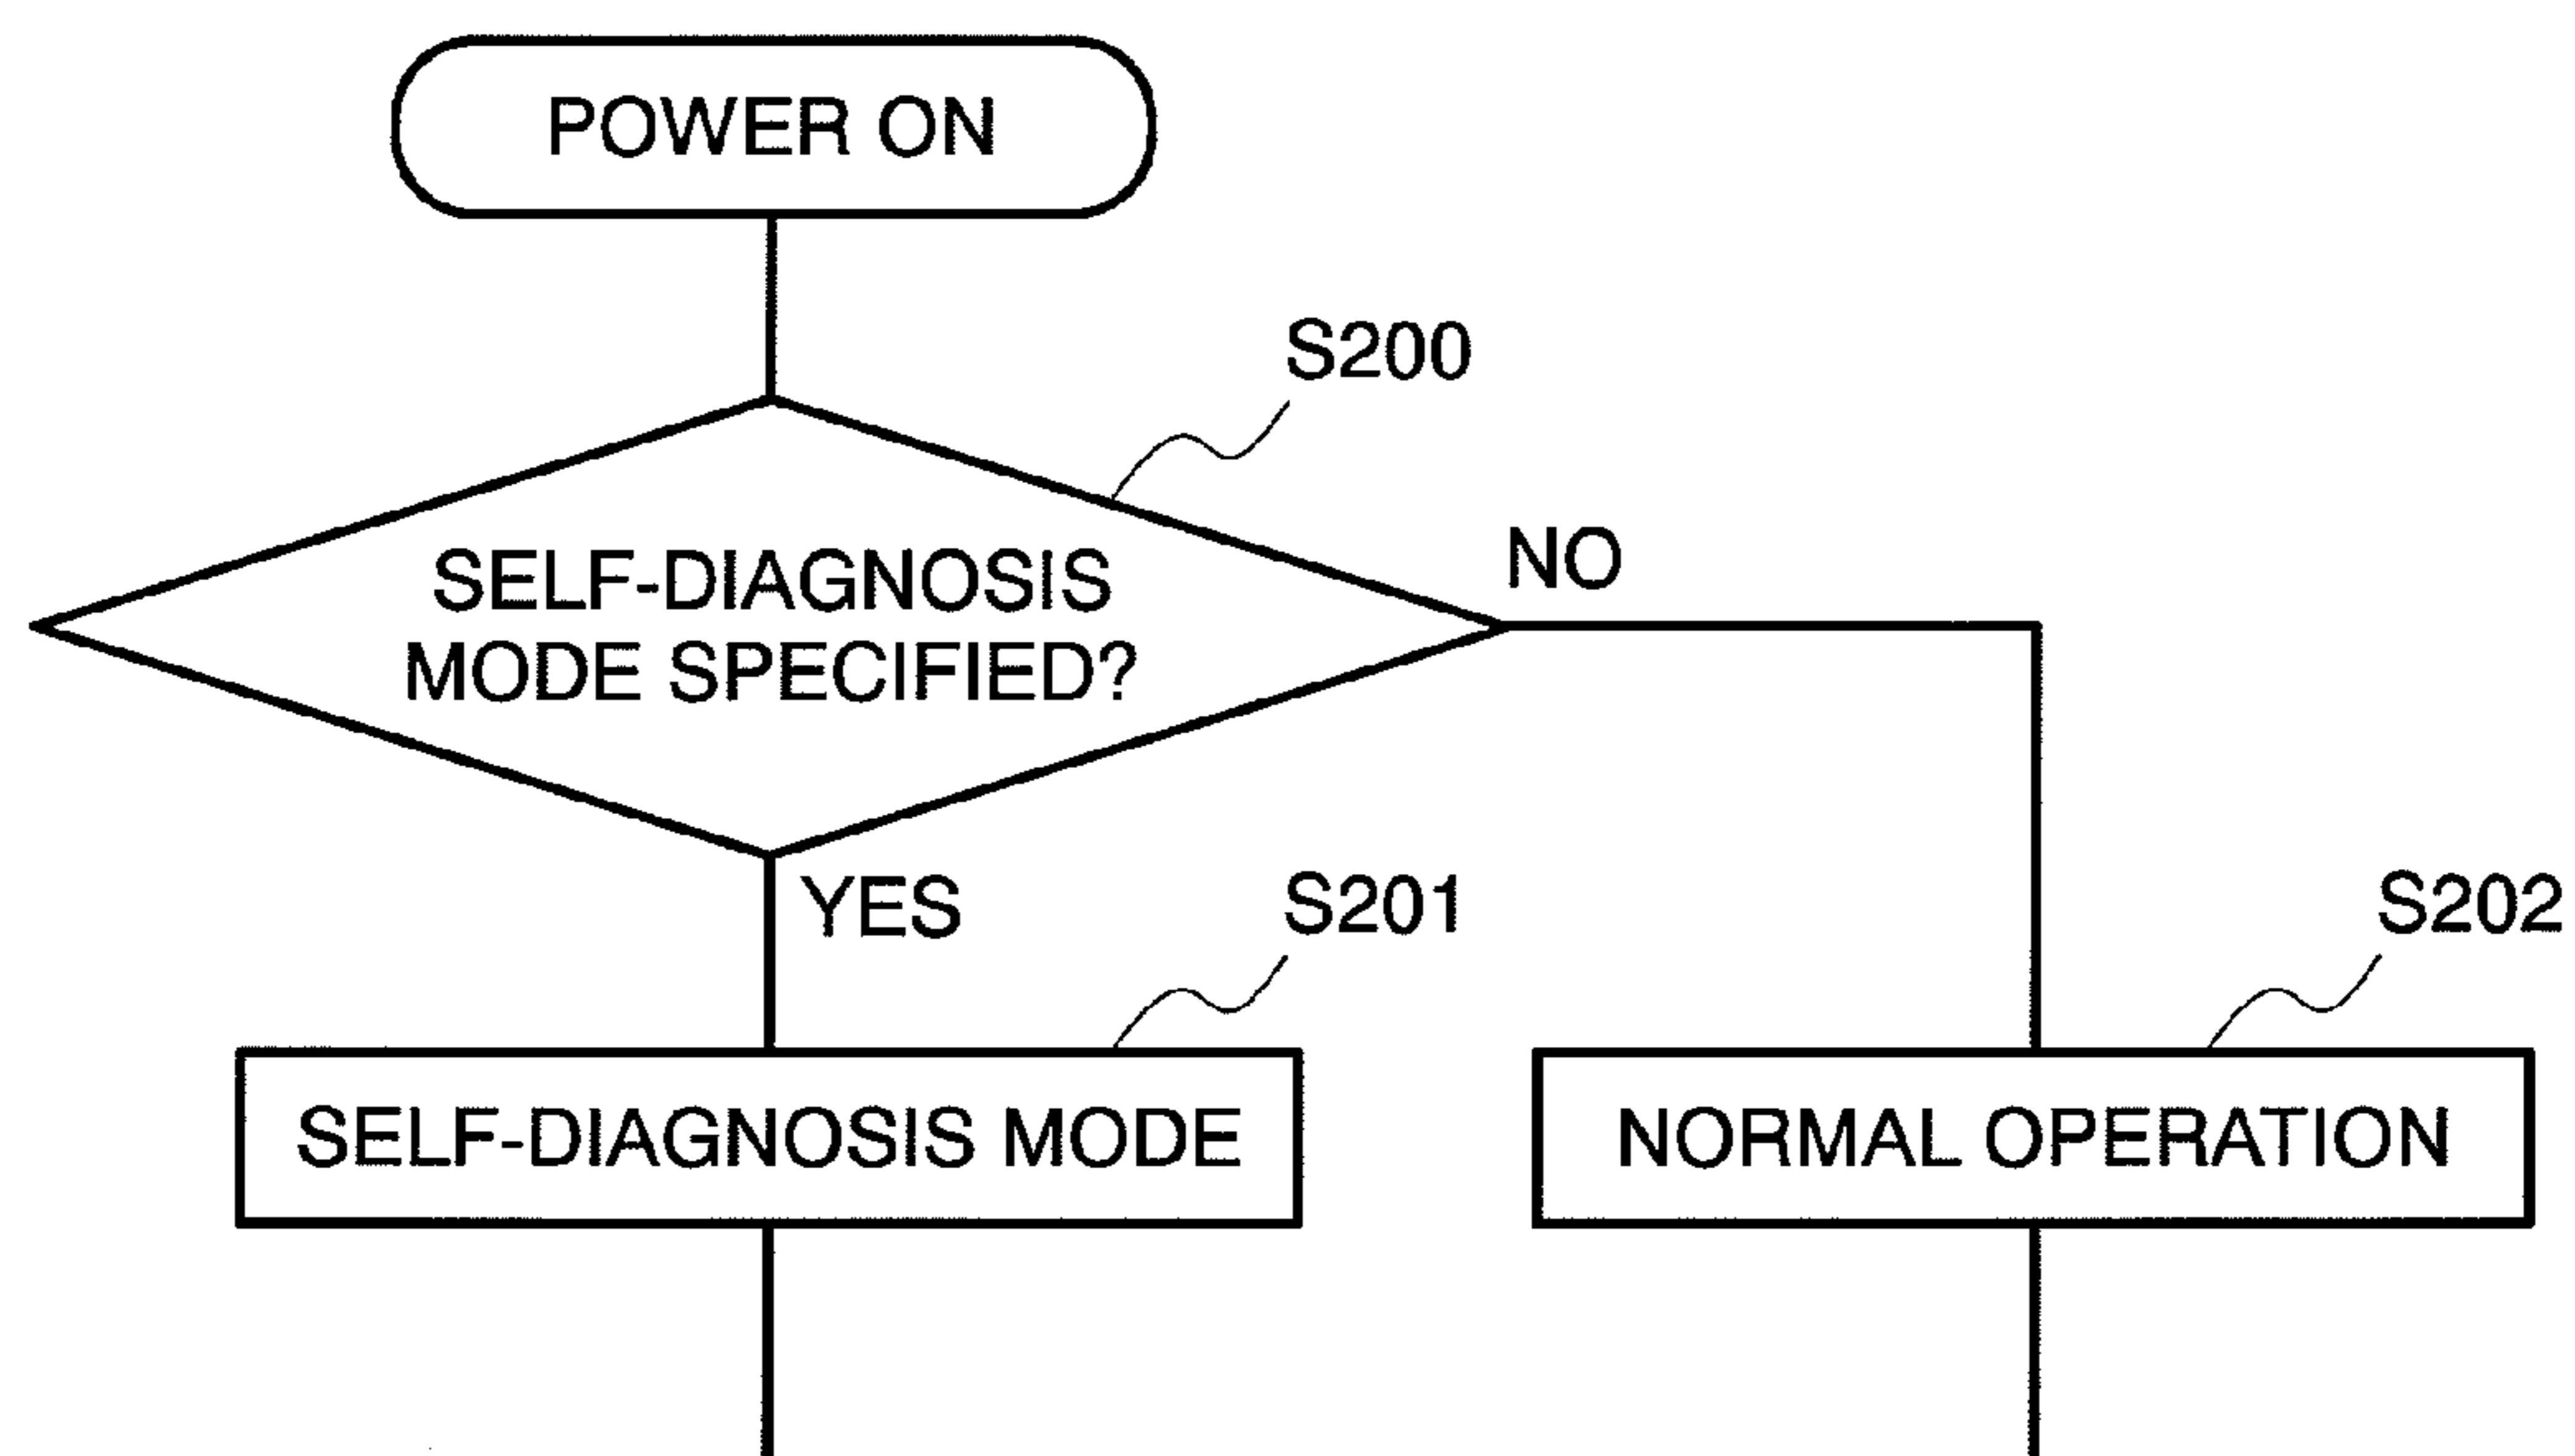 POWER ON
S200
SELF-DIAGNOSIS
MODE SPECIFIED?
NO
YES
S201
S202
SELF-DIAGNOSIS MODE
NORMAL OPERATION